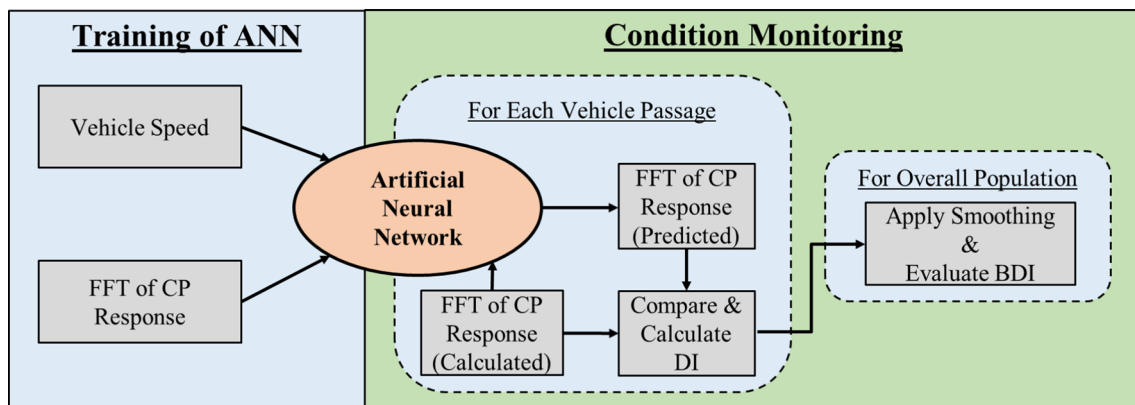 Training of ANN
Vehicle Speed
FFT of CP
Response
Artificial
Neural
Network
Condition Monitoring
For Each Vehicle Passage
FFT of CP
Response
(Predicted)
FFT of CP
Response
(Calculated)
Compare &
Calculate
DI
For Overall Population
Apply Smoothing
&
Evaluate BDI